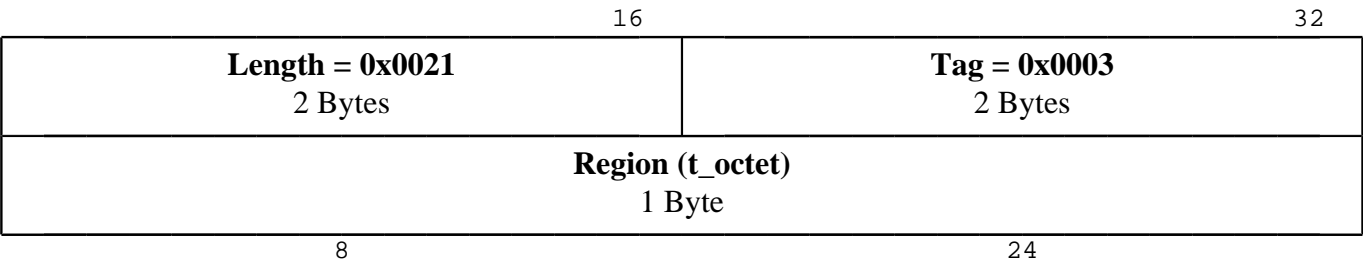 16 32
Length = 0x0021 Tag = 0x0003
2 Bytes 2 Bytes
Region (t_octet)
1 Byte
8 24